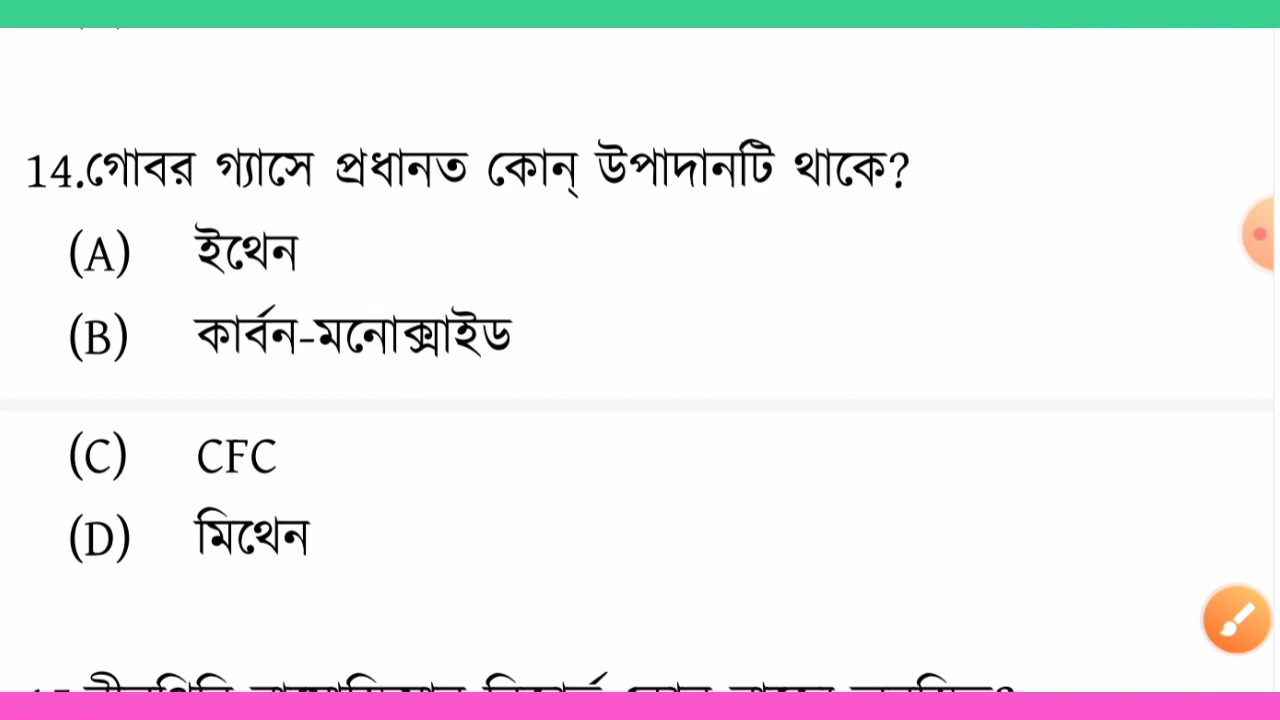 14.গোবর গ্যাসে প্রধানত কোন্ উপাদানটি থাকে?
(A) ইথেন
(B) কার্বন-মনোক্সাইড
(C) CFC
(D) মিথেন